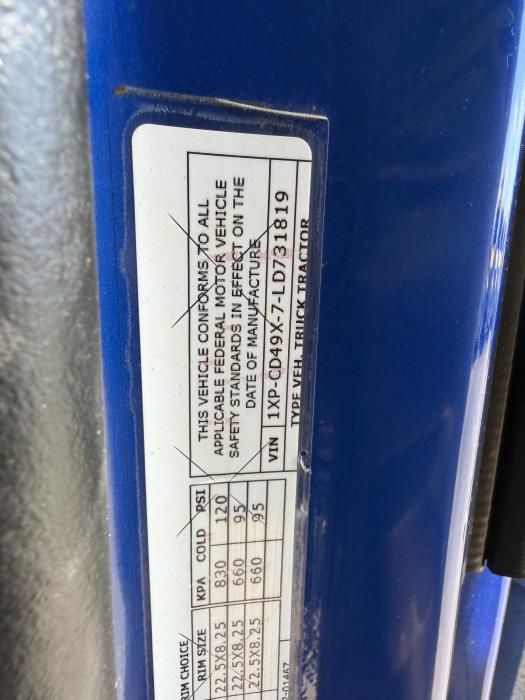 THIS VEHICLE CONFORMS TO ALL
APPLICABLE FEDERAL MOTOR VEHICLE
SAFETY STANDARDS IN EFFECT ON THE
DATE OF MANUFACTURE
VIN 1XP-CD49X-7-LD731819
TYPE VEH. TRUCK TRACTOR
RIM CHOICE
RIM SIZE KPA COLD PSI
22.5X8.25 830 120
22.5X8.25 660 95
22.5X8.25 660 95